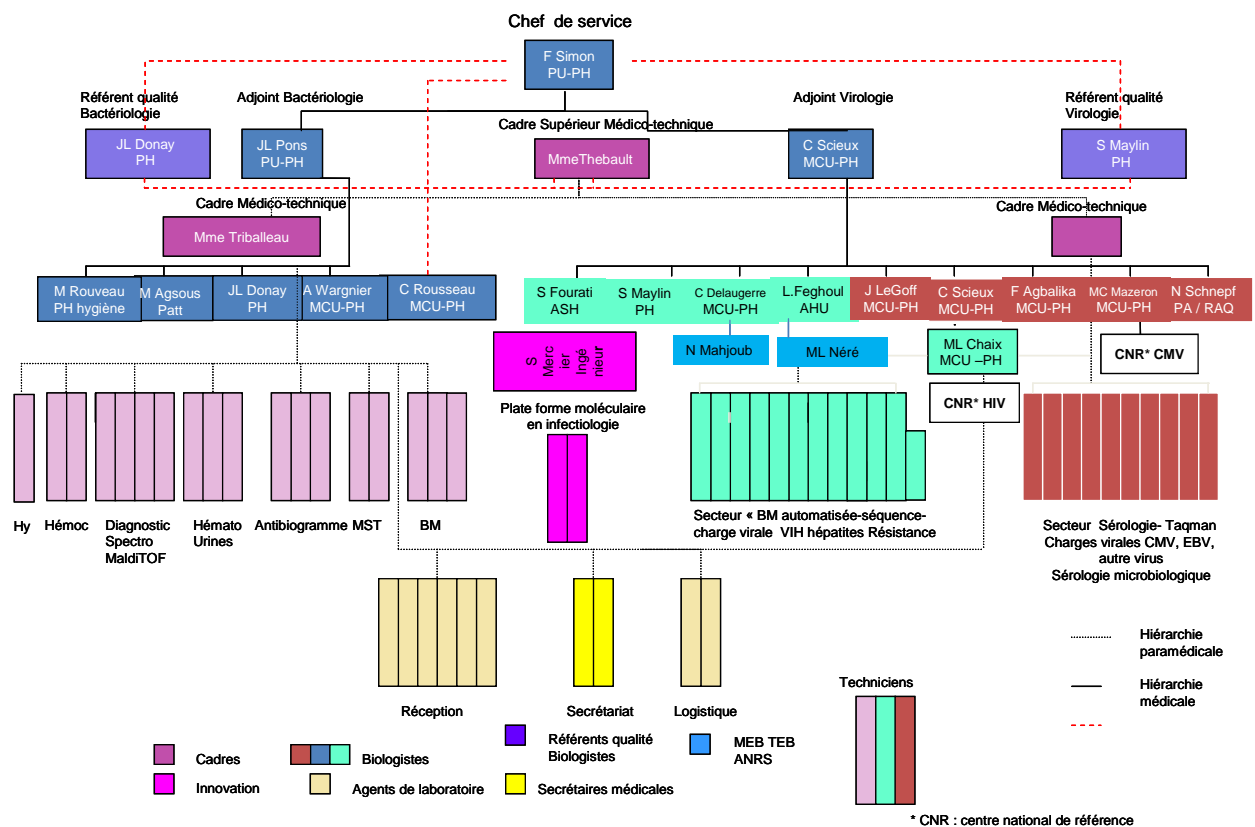 Chef de service
F Simon
PU-PH
Référent qualité
Bactériologie
Adjoint Bactériologie
Cadre Supérieur Médico-technique
Adjoint Virologie
Référent qualité
Virologie
JL Donay
PH
JL Pons
PU-PH
MmeThebault
C Scieux
MCU-PH
S Maylin
PH
Cadre Médico-technique
Cadre Médico-technique
Mme Triballeau
M Rouveau
PH hygiène
M Agsous
Patt
JL Donay
PH
A Wargnier
MCU-PH
C Rousseau
MCU-PH
S Fourati
ASH
S Maylin
PH
C Delaugerre
MCU-PH
L.Feghoul
AHU
J LeGoff
MCU-PH
C Scieux
MCU-PH
F Agbalika
MCU-PH
MC Mazeron
MCU-PH
N Schnepf
PA / RAQ
S
Merc
ier
Ingé
nieur
N Mahjoub
ML Néré
ML Chaix
MCU –PH
CNR* CMV
CNR* HIV
Plate forme moléculaire
en infectiologie
Hy
Hémoc
Diagnostic
Spectro
MaldiTOF
Hémato
Urines
Antibiogramme
MST
BM
Secteur « BM automatisée-séquence-
charge virale VIH hépatites Résistance
Secteur Sérologie- Taqman
Charges virales CMV, EBV,
autre virus
Sérologie microbiologique
Réception
Secrétariat
Logistique
Techniciens
Hiérarchie
paramédicale
Hiérarchie
médicale
Cadres
Biologistes
Référents qualité
Biologistes
MEB TEB
ANRS
Innovation
Agents de laboratoire
Secrétaires médicales
* CNR : centre national de référence